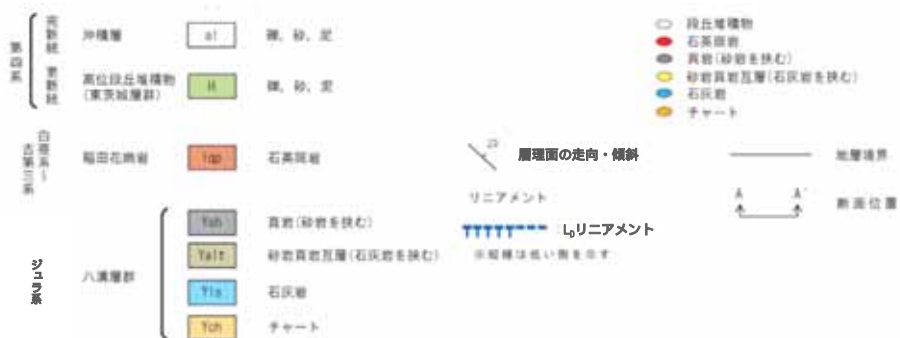 第四系
完新統
更新統
沖積層 al 礫、砂、泥
高位段丘堆積物
(東茨城層群)
H 礫、砂、泥
白亜系～
古第三系
稲田花崗岩 Iqp 石英斑岩
ジュラ系
八溝層群
Ysh 頁岩(砂岩を挟む)
Yalt 砂岩頁岩互層(石灰岩を挟む)
Yls 石灰岩
Ych チャート
層理面の走向・傾斜
リニアメント
LDリニアメント
※縦線は低い側を示す
段丘堆積物
石英斑岩
頁岩(砂岩を挟む)
砂岩頁岩互層(石灰岩を挟む)
石灰岩
チャート
地層境界
A A'
断面位置